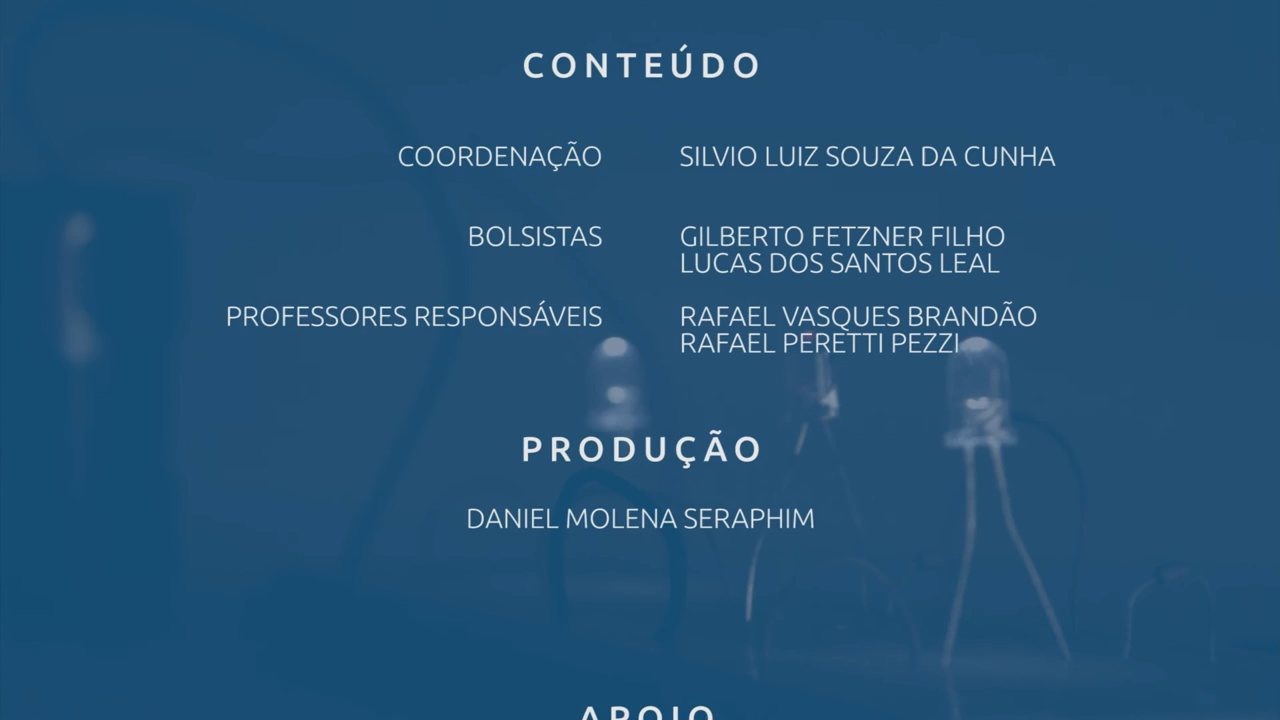 CONTEÚDO
COORDENAÇÃO SILVIO LUIZ SOUZA DA CUNHA
BOLSISTAS GILBERTO FETZNER FILHO
LUCAS DOS SANTOS LEAL
PROFESSORES RESPONSÁVEIS RAFAEL VASQUES BRANDÃO
RAFAEL PERETTI PEZZI
PRODUÇÃO
DANIEL MOLENA SERAPHIM
APOIO